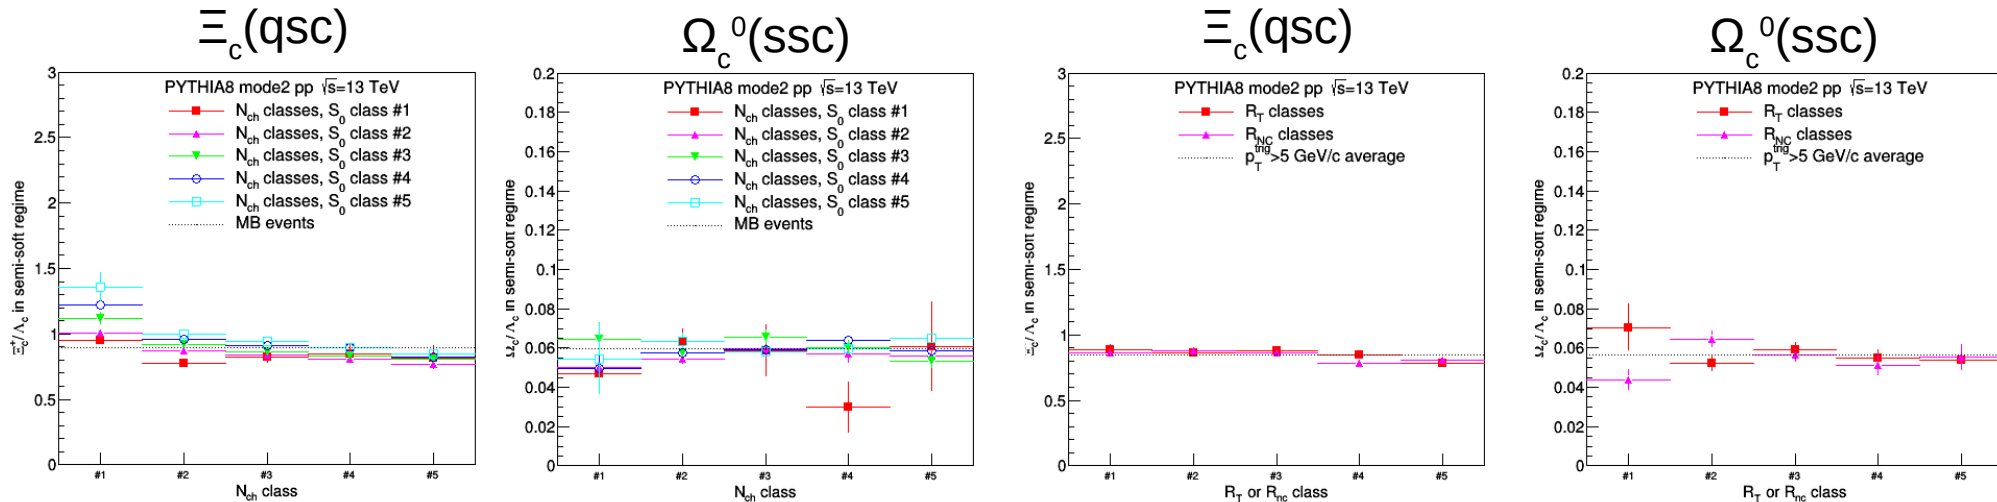 Ξc(qsc)
PYTHIA8 mode2 pp √s=13 TeV
Nch classes, S0 class #1
Nch classes, S0 class #2
Nch classes, S0 class #3
Nch classes, S0 class #4
Nch classes, S0 class #5
MB events
Ξc+/Λc in semi-soft regime
3
2.5
2
1.5
1
0.5
0
#1 #2 #3 #4 #5
Nch class
Ωc0(ssc)
PYTHIA8 mode2 pp √s=13 TeV
Nch classes, S0 class #1
Nch classes, S0 class #2
Nch classes, S0 class #3
Nch classes, S0 class #4
Nch classes, S0 class #5
MB events
Ωc/Λc in semi-soft regime
0.2
0.18
0.16
0.14
0.12
0.1
0.08
0.06
0.04
0.02
0
#1 #2 #3 #4 #5
Nch class
Ξc(qsc)
PYTHIA8 mode2 pp √s=13 TeV
RT classes
RNC classes
pTtrig>5 GeV/c average
Ξc/Λc in semi-soft regime
3
2.5
2
1.5
1
0.5
0
#1 #2 #3 #4 #5
RT or Rnc class
Ωc0(ssc)
PYTHIA8 mode2 pp √s=13 TeV
RT classes
RNC classes
pTtrig>5 GeV/c average
Ωc/Λc in semi-soft regime
0.2
0.18
0.16
0.14
0.12
0.1
0.08
0.06
0.04
0.02
0
#1 #2 #3 #4 #5
RT or Rnc class